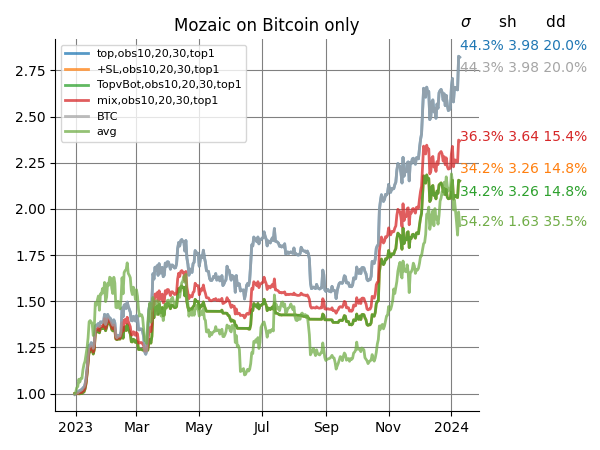 Mozaic on Bitcoin only
σ sh dd
top,obs10,20,30,top1
+SL,obs10,20,30,top1
TopvBot,obs10,20,30,top1
mix,obs10,20,30,top1
BTC
avg
44.3% 3.98 20.0%
44.3% 3.98 20.0%
36.3% 3.64 15.4%
34.2% 3.26 14.8%
34.2% 3.26 14.8%
54.2% 1.63 35.5%
2.75
2.50
2.25
2.00
1.75
1.50
1.25
1.00
2023 Mar May Jul Sep Nov 2024